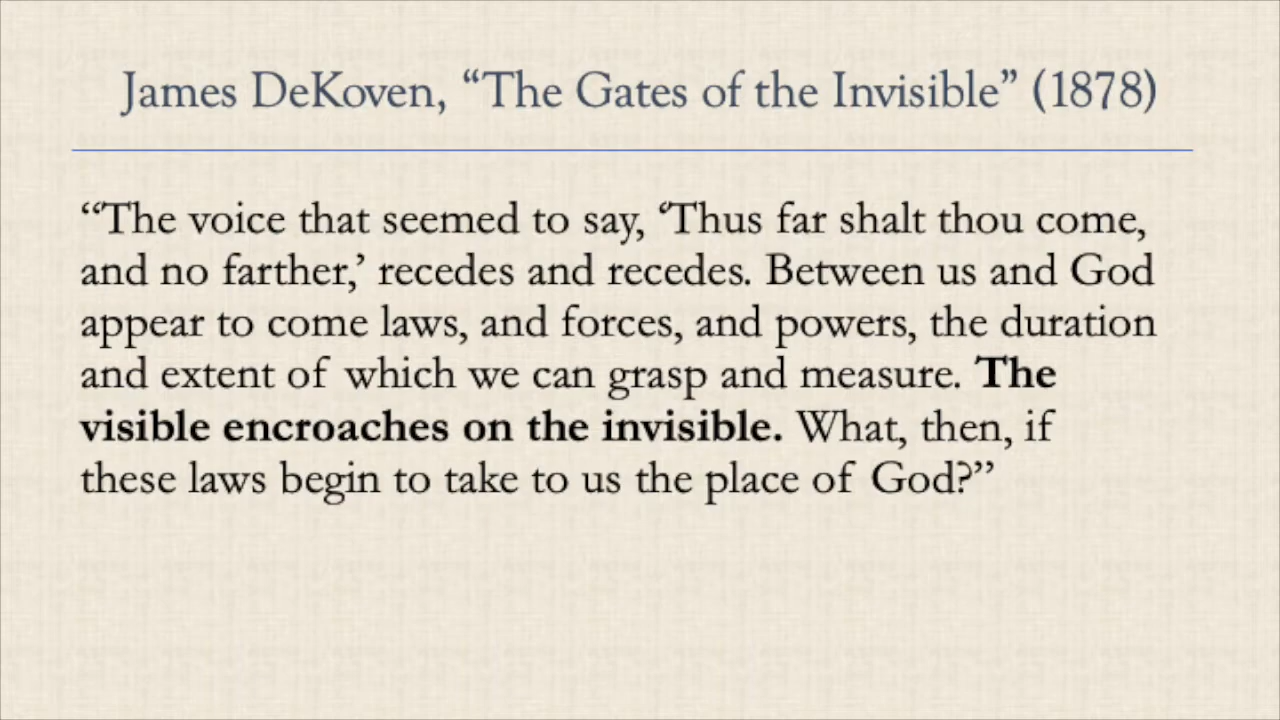 James DeKoven, “The Gates of the Invisible” (1878)
“The voice that seemed to say, ‘Thus far shalt thou come,
and no farther,’ recedes and recedes. Between us and God
appear to come laws, and forces, and powers, the duration
and extent of which we can grasp and measure. The
visible encroaches on the invisible. What, then, if
these laws begin to take to us the place of God?”